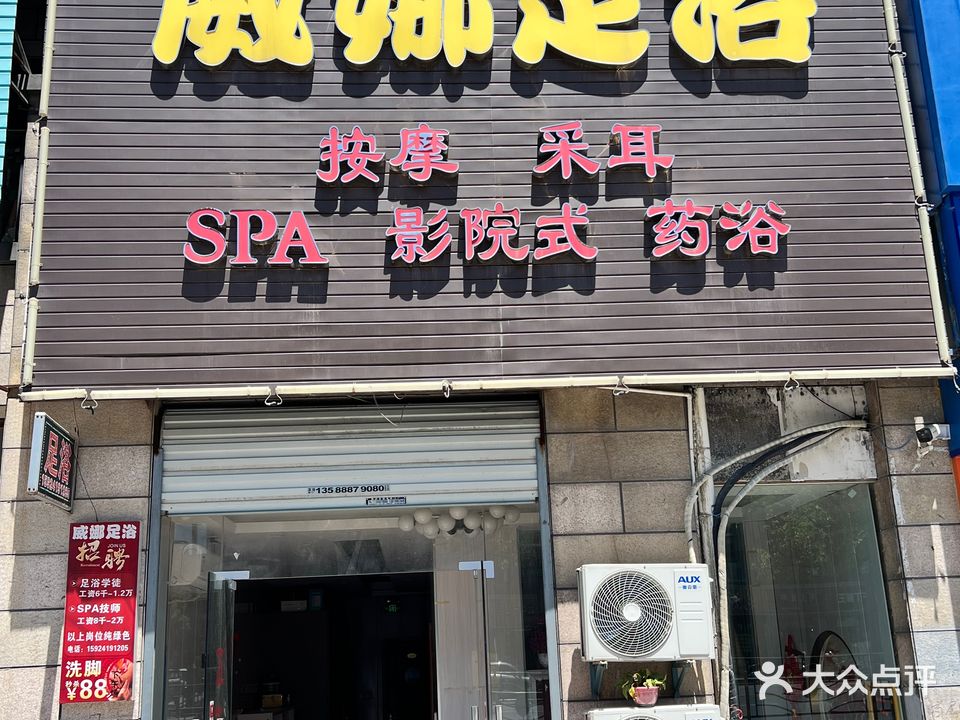 威娜足浴
按摩 采耳
SPA 影院式 药浴
13588879080
足浴
威娜足浴
招聘
JOIN US
足浴学徒
工资6千-1.2万
SPA技师
工资8千-2万
以上岗位纯绿色
电话：15924191205
洗脚
秒杀
¥88
AUX
大众点评